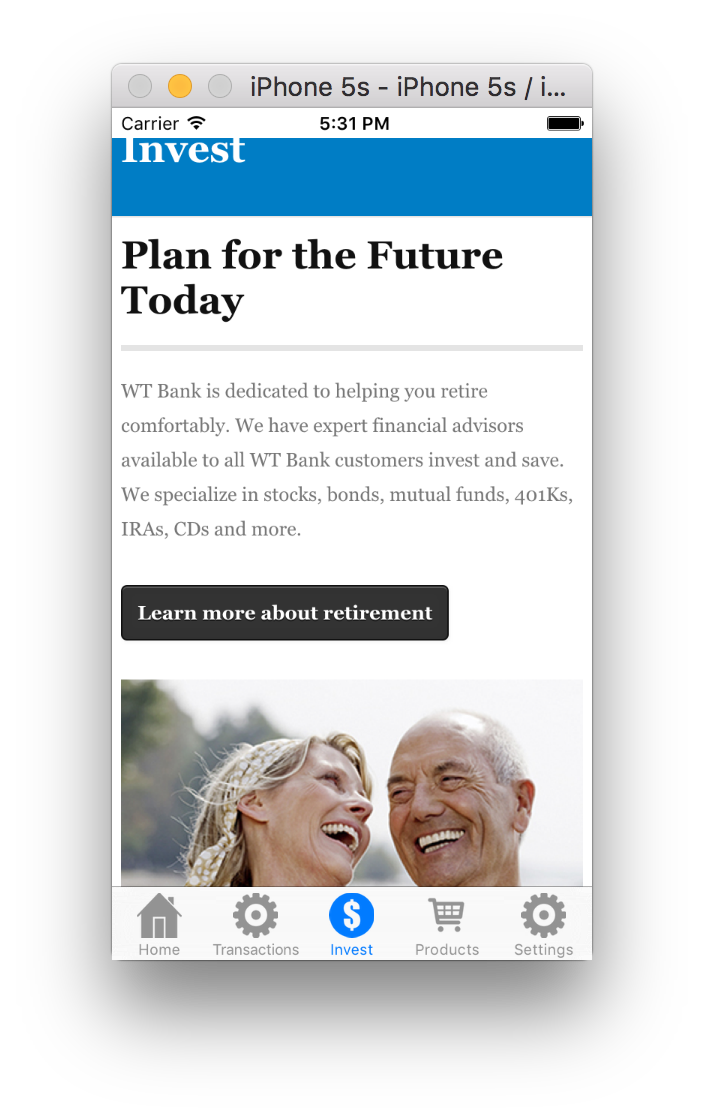 iPhone 5s - iPhone 5s / i...
Carrier 5:31 PM
Invest
Plan for the Future
Today
WT Bank is dedicated to helping you retire
comfortably. We have expert financial advisors
available to all WT Bank customers invest and save.
We specialize in stocks, bonds, mutual funds, 401Ks,
IRAs, CDs and more.
Learn more about retirement
$
Home Transactions Invest Products Settings